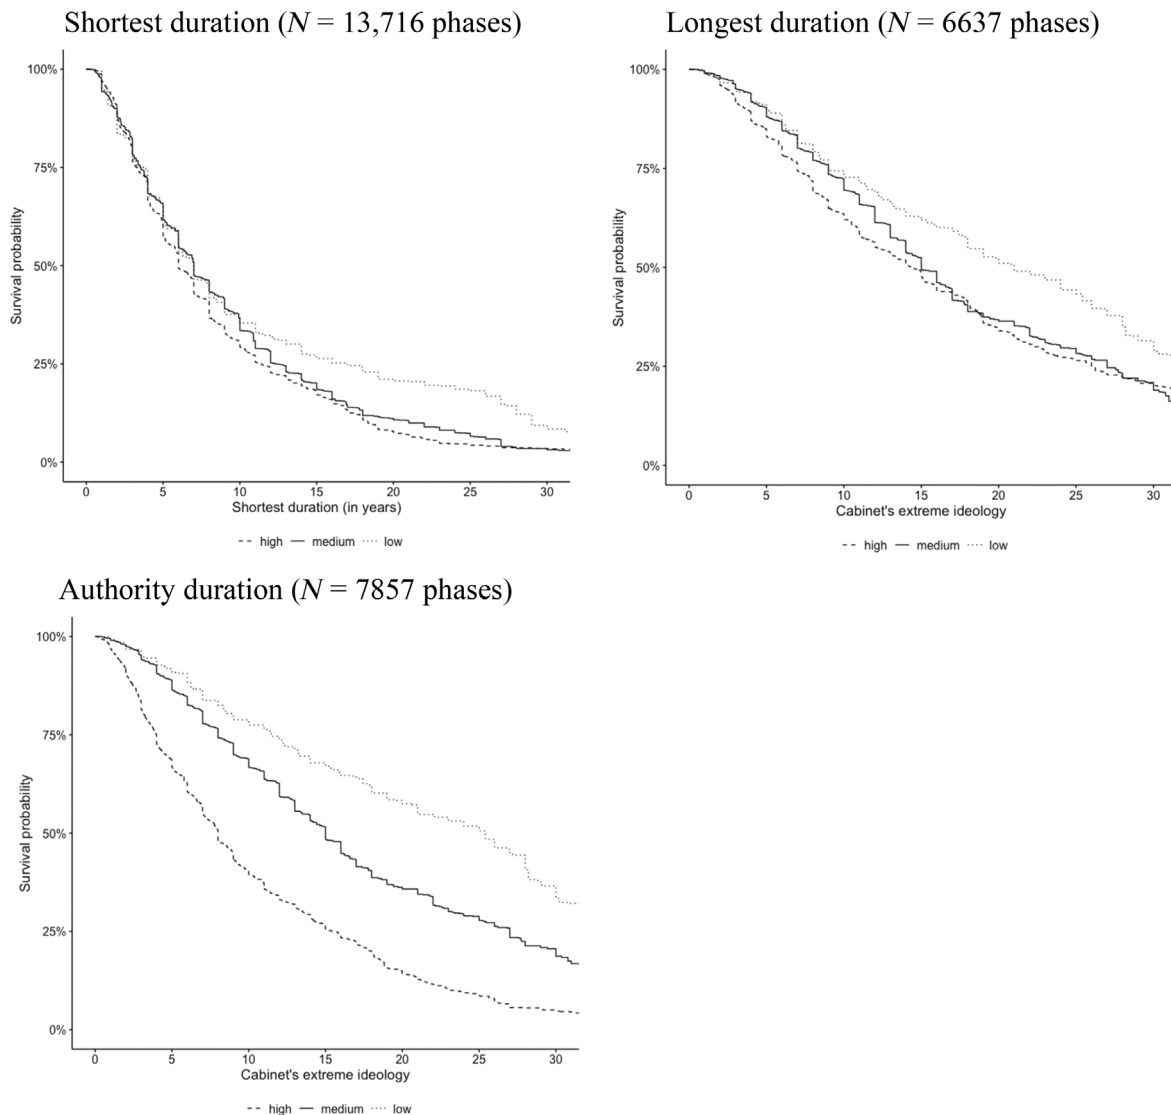 Shortest duration (N = 13,716 phases)
100%
75%
50%
25%
0%
Survival probability
0 5 10 15 20 25 30
Shortest duration (in years)
high medium low
Longest duration (N = 6637 phases)
100%
75%
50%
25%
0%
Survival probability
0 5 10 15 20 25 30
Cabinet's extreme ideology
high medium low
Authority duration (N = 7857 phases)
100%
75%
50%
25%
0%
Survival probability
0 5 10 15 20 25 30
Cabinet's extreme ideology
high medium low